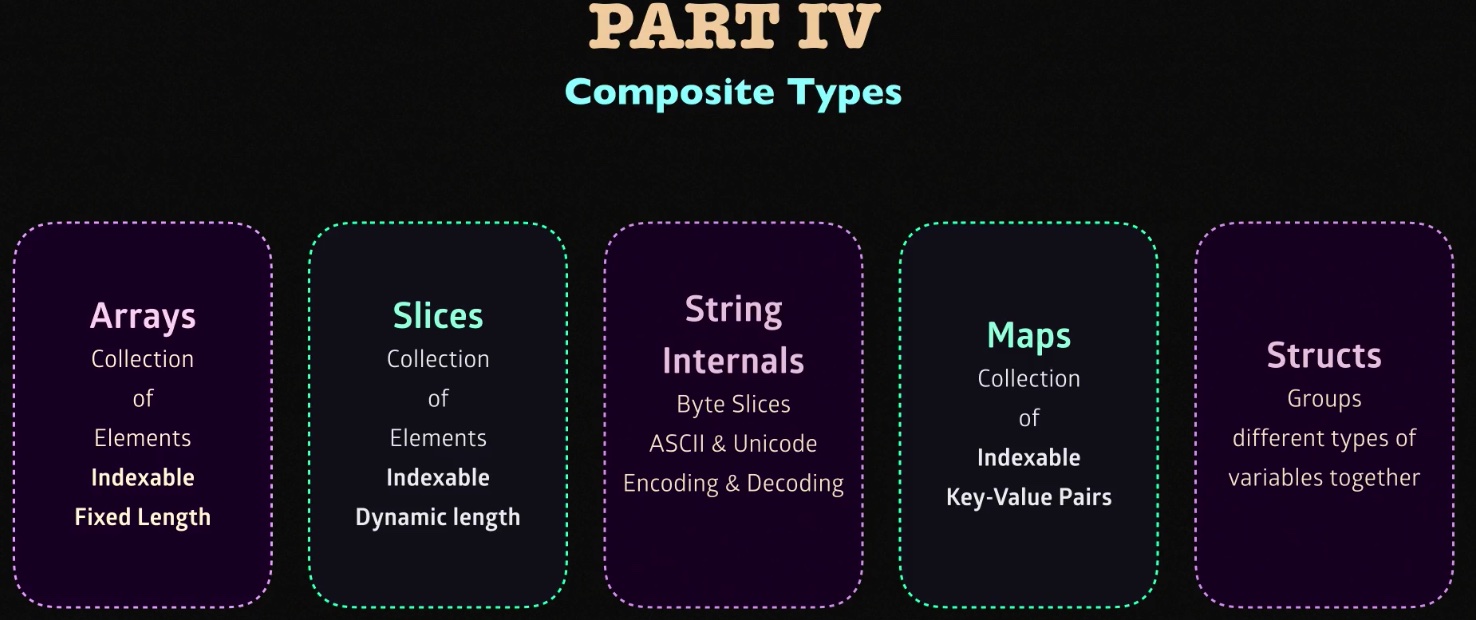 PART IV
Composite Types
Arrays
Collection
of
Elements
Indexable
Fixed Length
Slices
Collection
of
Elements
Indexable
Dynamic length
String
Internals
Byte Slices
ASCII & Unicode
Encoding & Decoding
Maps
Collection
of
Indexable
Key-Value Pairs
Structs
Groups
different types of
variables together